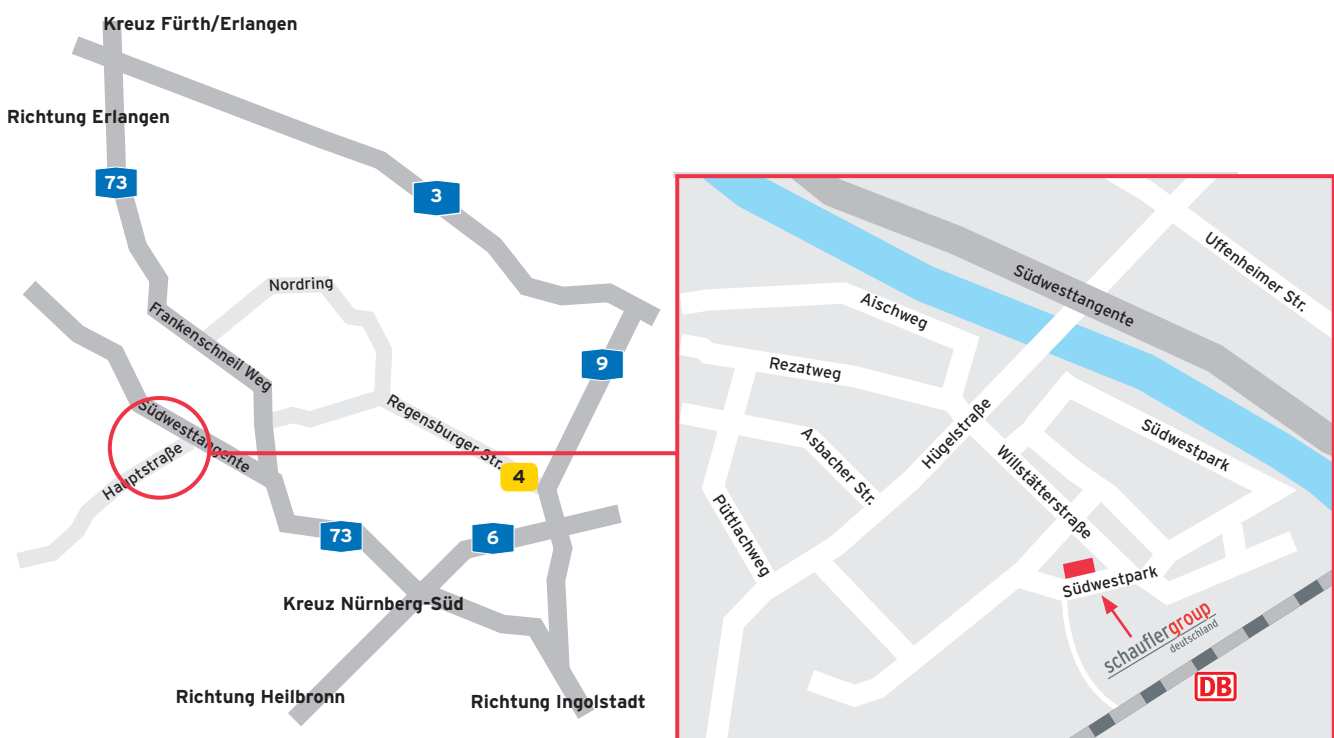 Kreuz Fürth/Erlangen
Richtung Erlangen
73
3
Nordring
Frankenschneil Weg
9
Südwesttangente
Hauptstraße
Regensburger Str.
4
73
6
Kreuz Nürnberg-Süd
Richtung Heilbronn
Richtung Ingolstadt
Uffenheimer Str.
Südwesttangente
Aischweg
Rezatweg
Hügelstraße
Asbacher Str.
Südwestpark
Willstätterstraße
Püttlachweg
Südwestpark
schauflergroup
deutschland
DB